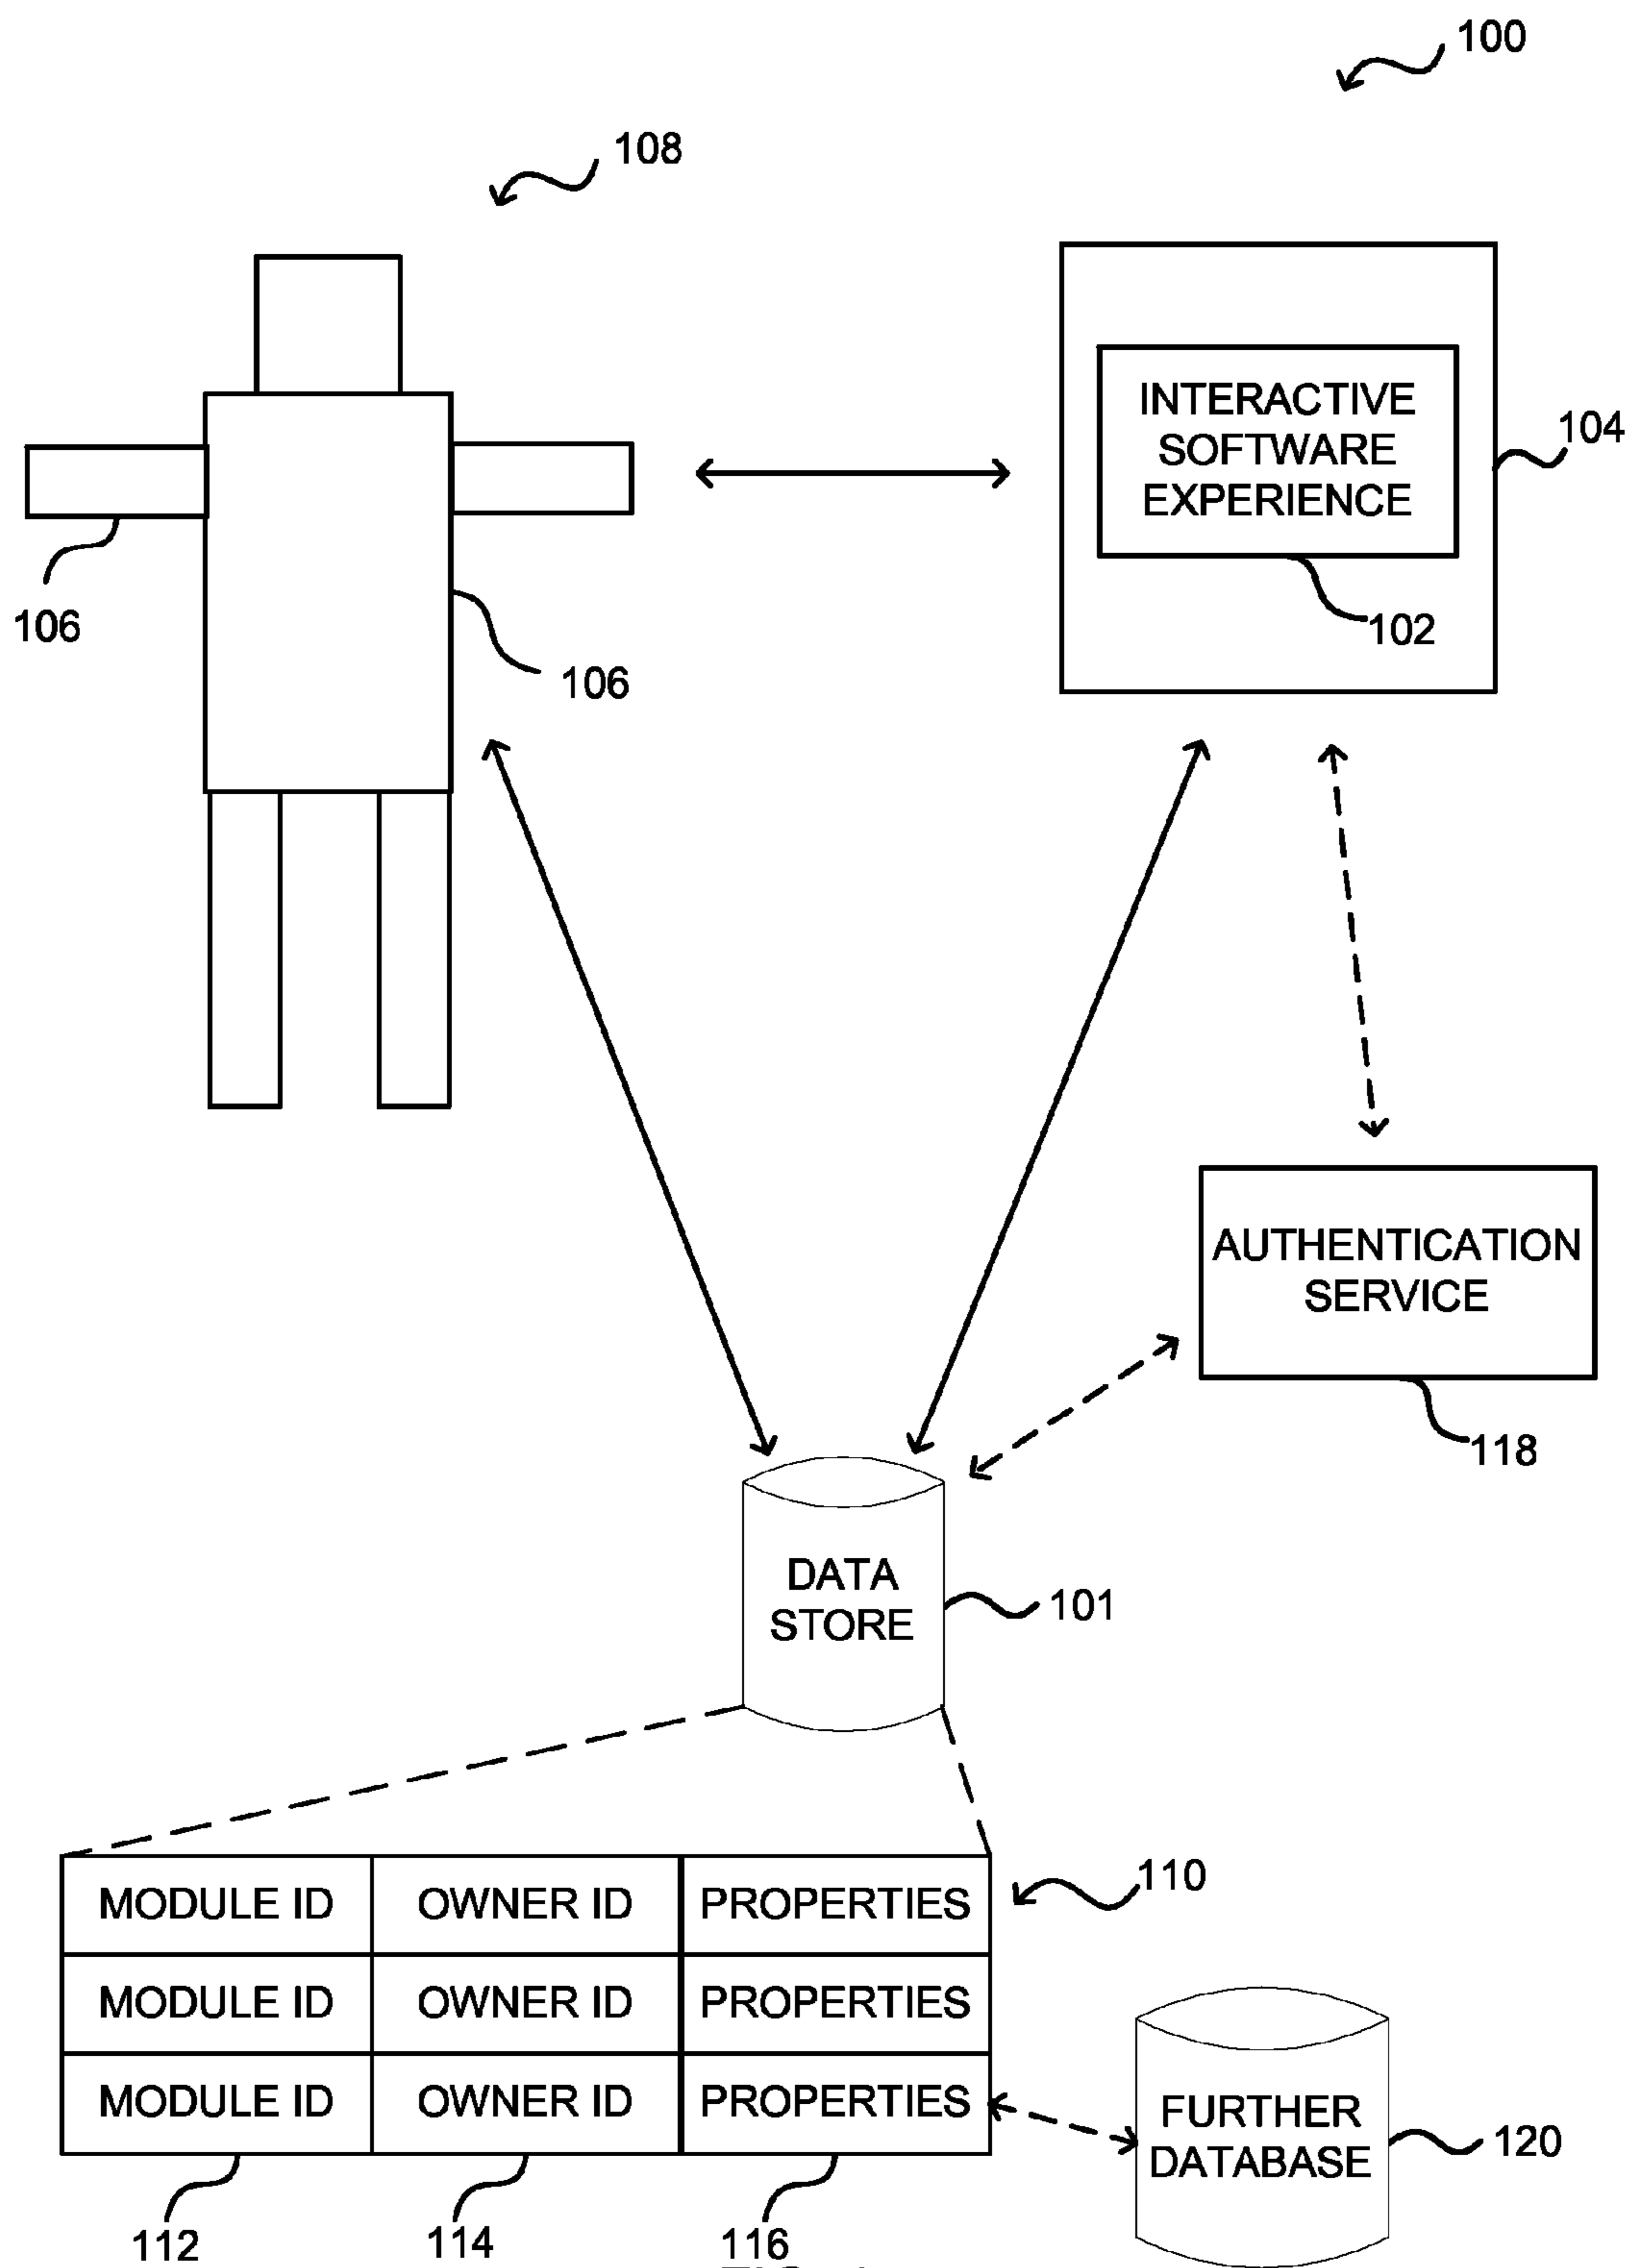 100
108
INTERACTIVE
SOFTWARE
EXPERIENCE
104
102
106
106
AUTHENTICATION
SERVICE
118
DATA
STORE
101
110
MODULE ID OWNER ID PROPERTIES
MODULE ID OWNER ID PROPERTIES
MODULE ID OWNER ID PROPERTIES
FURTHER
DATABASE
120
112 114 116